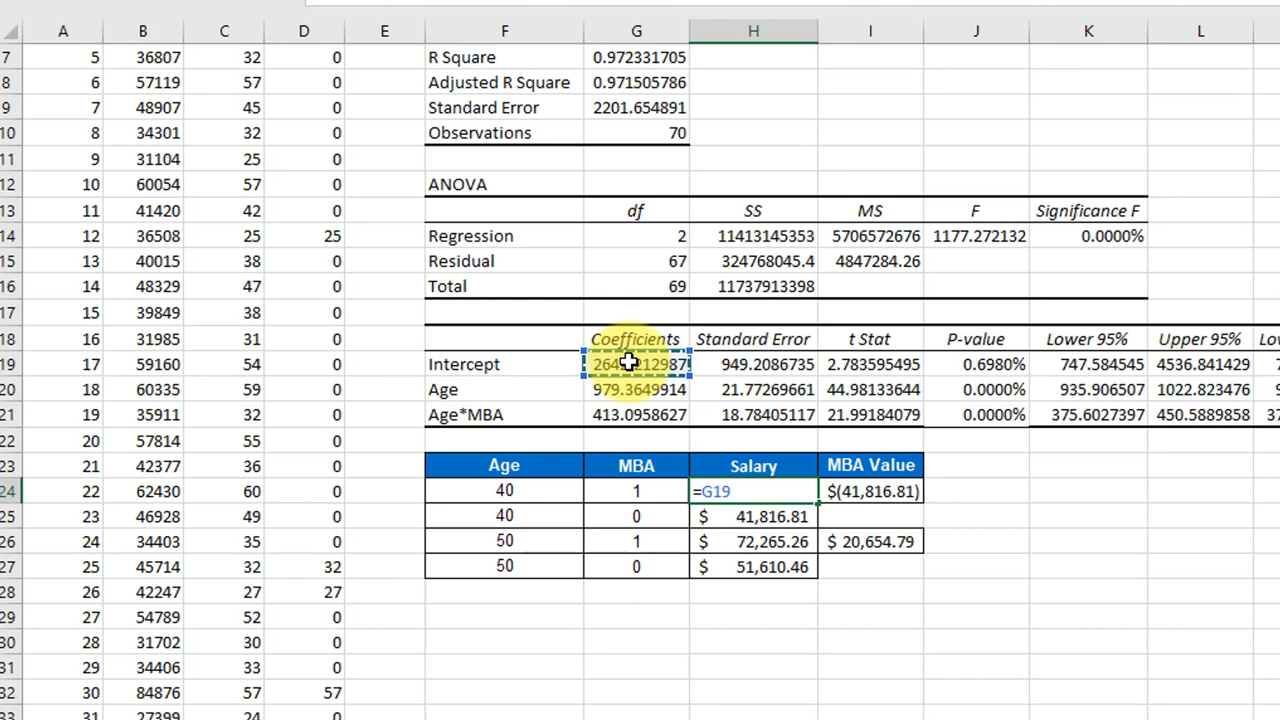 A B C D E F G H I J K L
7 5 36807 32 0 R Square 0.972331705
8 6 57119 57 0 Adjusted R Square 0.971505786
9 7 48907 45 0 Standard Error 2201.654891
10 8 34301 32 0 Observations 70
11 9 31104 25 0
12 10 60054 57 0 ANOVA
13 11 41420 42 0 df SS MS F Significance F
14 12 36508 25 25 Regression 2 11413145353 5706572676 1177.272132 0.0000%
15 13 40015 38 0 Residual 67 324768045.4 4847284.26
16 14 48329 47 0 Total 69 11737913398
17 15 39849 38 0
18 16 31985 31 0 Coefficients Standard Error t Stat P-value Lower 95% Upper 95%
19 17 59160 54 0 Intercept 949.2086735 2.783595495 0.6980% 747.584545 4536.841429
20 18 60335 59 0 Age 979.3649914 21.77269661 44.98133644 0.0000% 935.906507 1022.823476
21 19 35911 32 0 Age*MBA 413.0958627 18.78405117 21.99184079 0.0000% 375.6027397 450.5889858
22 20 57814 55 0
23 21 42377 36 0 Age MBA Salary MBA Value
24 22 62430 60 0 40 1 =G19 $(41,816.81)
25 23 46928 49 0 40 0 $ 41,816.81
26 24 34403 35 0 50 1 $ 72,265.26 $ 20,654.79
27 25 45714 32 32 50 0 $ 51,610.46
28 26 42247 27 27
29 27 54789 52 0
30 28 31702 30 0
31 29 34406 33 0
32 30 84876 57 57
33 31 27399 24 0